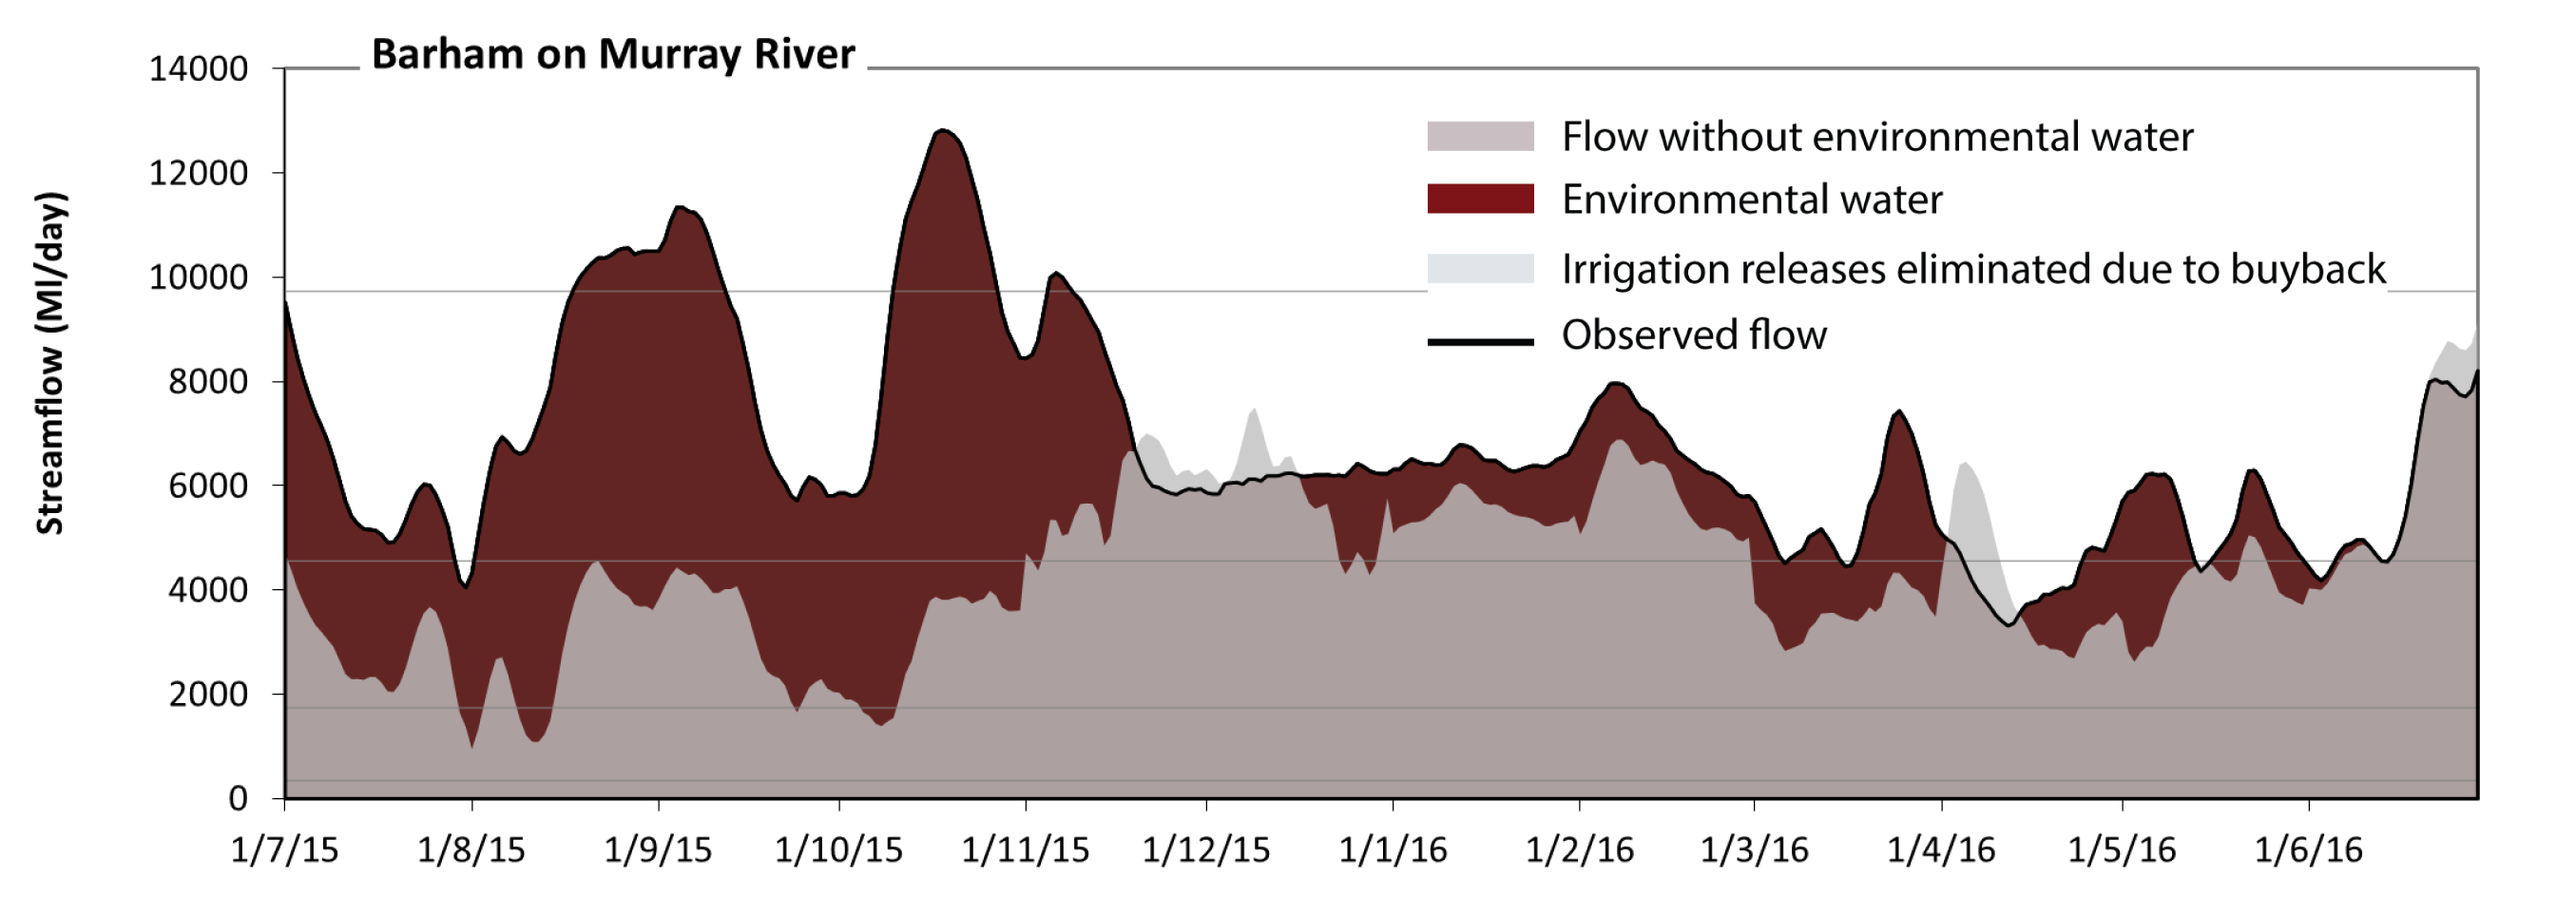 Barham on Murray River
14000
12000
10000
8000
6000
4000
2000
0
Streamflow (Ml/day)
Flow without environmental water
Environmental water
Irrigation releases eliminated due to buyback
Observed flow
1/7/15 1/8/15 1/9/15 1/10/15 1/11/15 1/12/15 1/1/16 1/2/16 1/3/16 1/4/16 1/5/16 1/6/16